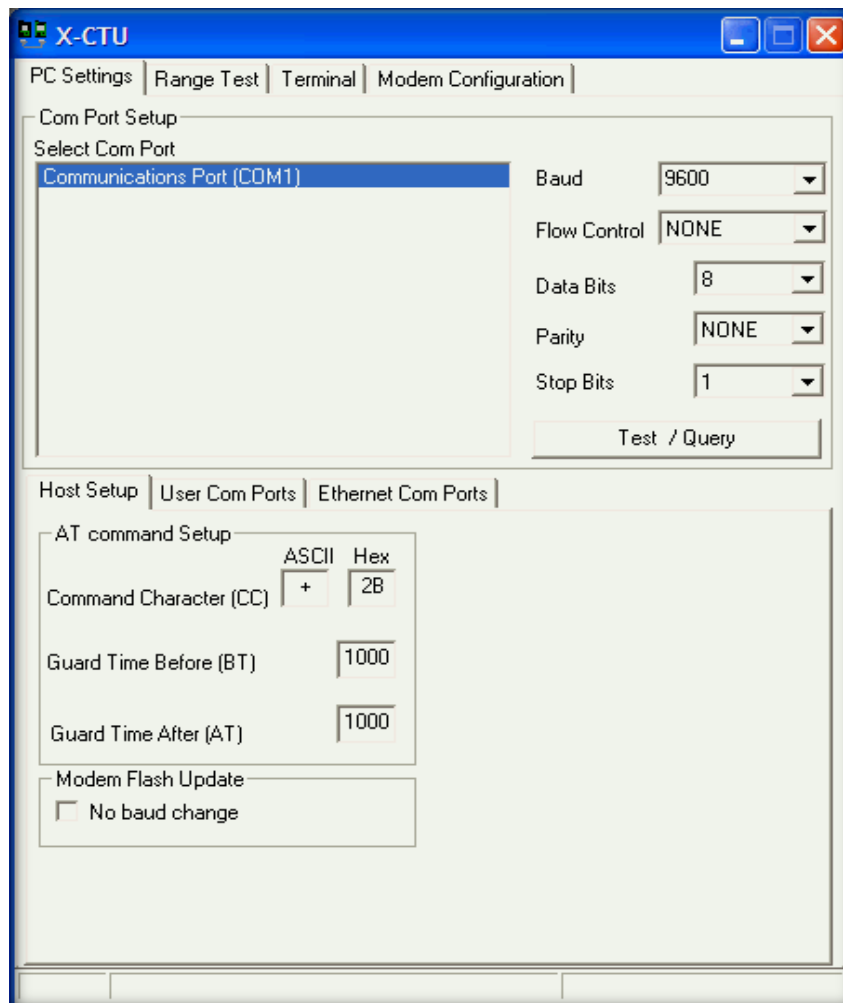 X-CTU
PC Settings Range Test Terminal Modem Configuration
Com Port Setup
Select Com Port
Communications Port (COM1)
Baud 9600
Flow Control NONE
Data Bits 8
Parity NONE
Stop Bits 1
Test / Query
Host Setup User Com Ports Ethernet Com Ports
AT command Setup
ASCII Hex
Command Character (CC) + 2B
Guard Time Before (BT) 1000
Guard Time After (AT) 1000
Modem Flash Update
No baud change